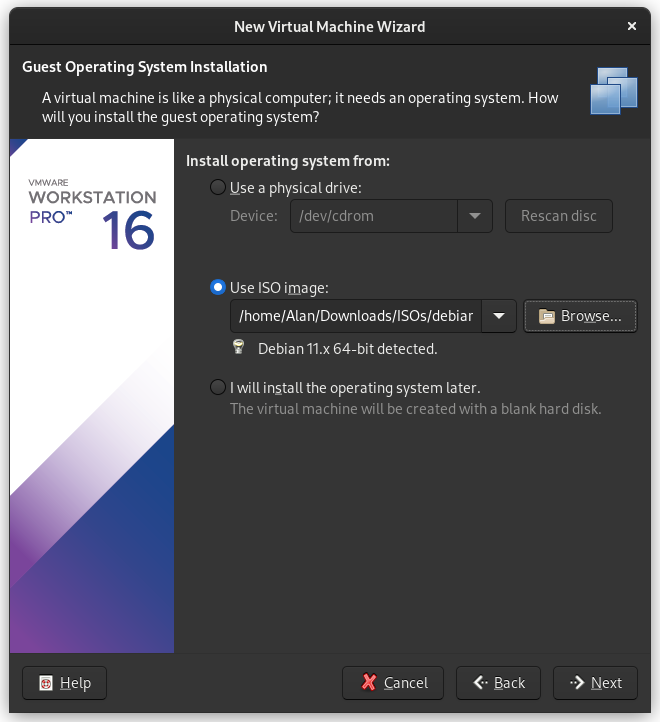 New Virtual Machine Wizard
Guest Operating System Installation
A virtual machine is like a physical computer; it needs an operating system. How
will you install the guest operating system?
VMWARE
WORKSTATION
PRO™ 16
Install operating system from:
Use a physical drive:
Device: /dev/cdrom Rescan disc
Use ISO image:
/home/Alan/Downloads/ISOs/debiar Browse...
Debian 11.x 64-bit detected.
I will install the operating system later.
The virtual machine will be created with a blank hard disk.
Help Cancel Back Next